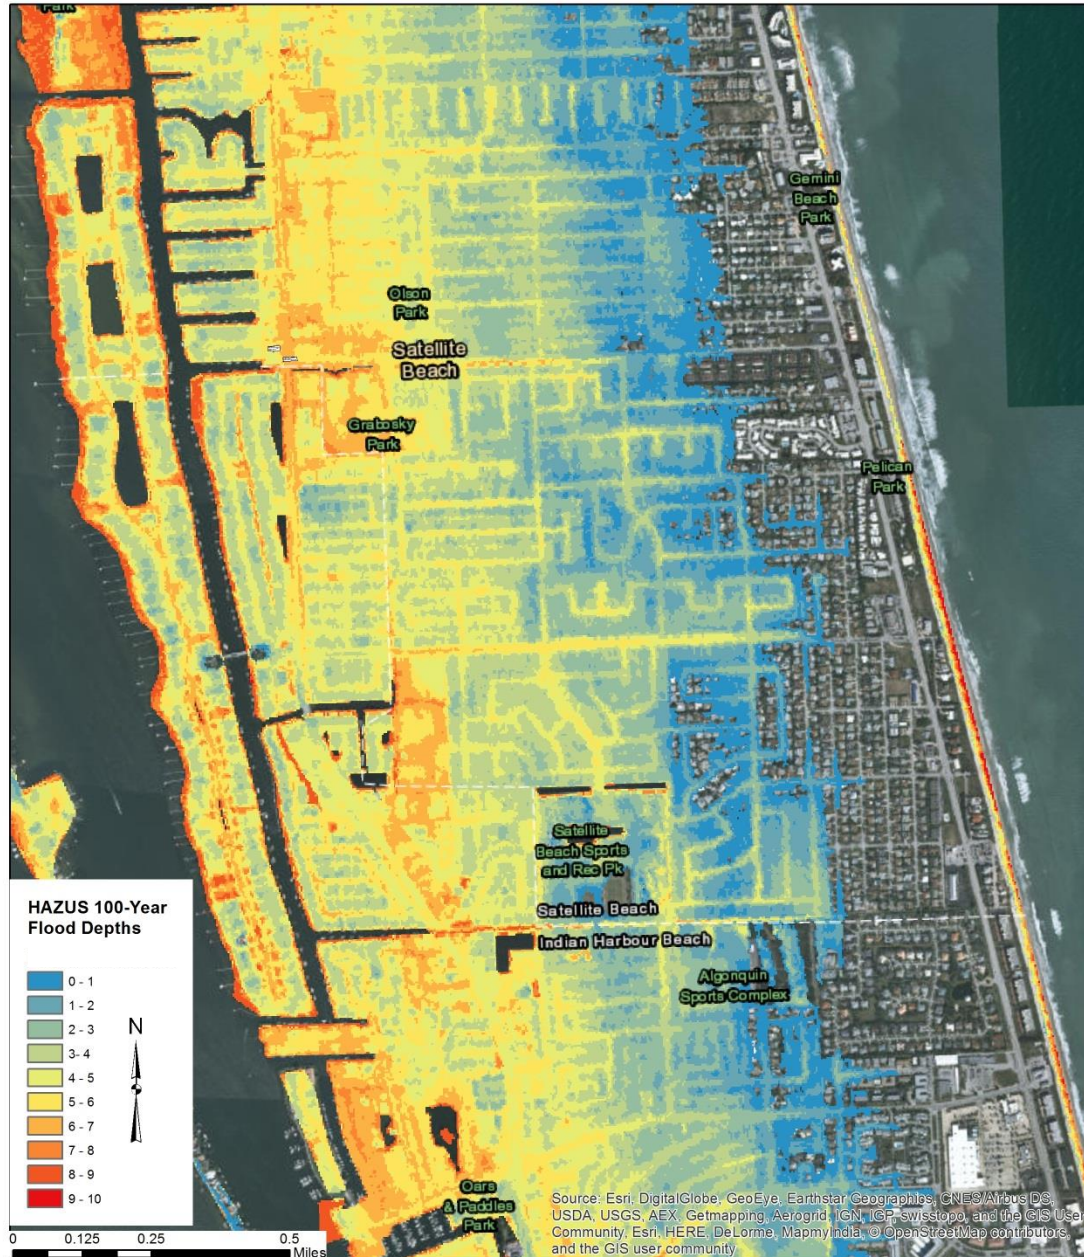 Park
Gemini
Beach
Park
Olson
Park
Satellite
Beach
Grabosky
Park
Pelican
Park
Satellite
Beach Sports
and Rec Pk
Satellite Beach
Indian Harbour Beach
Algonquin
Sports Complex
HAZUS 100-Year
Flood Depths
0 - 1
1 - 2
2 - 3
3 - 4
4 - 5
5 - 6
6 - 7
7 - 8
8 - 9
9 - 10
N
Oars
& Paddles
Park
0 0.125 0.25 0.5
Miles
Source: Esri, DigitalGlobe, GeoEye, Earthstar Geographics, CNES/Airbus DS,
USDA, USGS, AEX, Getmapping, Aerogrid, IGN, IGP, swisstopo, and the GIS User
Community, Esri, HERE, DeLorme, MapmyIndia, © OpenStreetMap contributors,
and the GIS user community